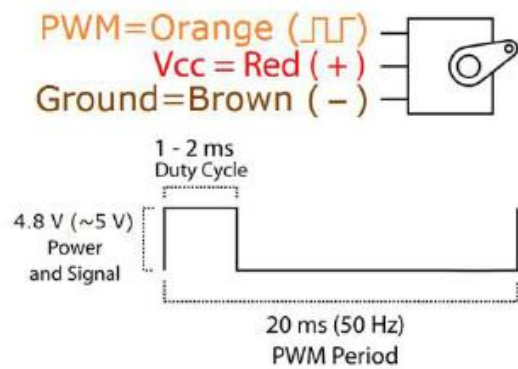 PWM=Orange (⎍⎍)
Vcc = Red ( + )
Ground=Brown ( − )
1 - 2 ms
Duty Cycle
4.8 V (~5 V)
Power
and Signal
20 ms (50 Hz)
PWM Period